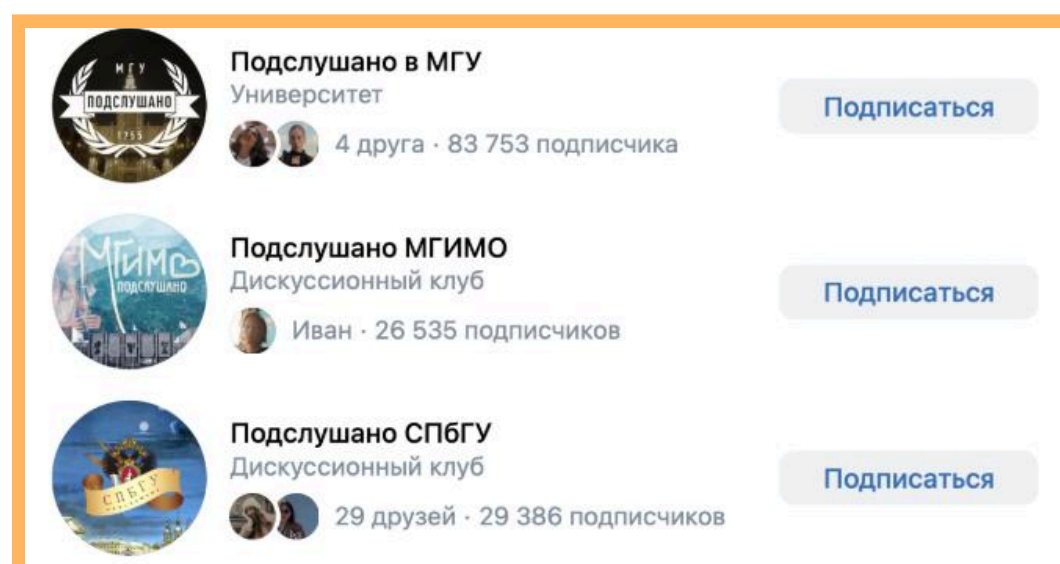 МГУ
ПОДСЛУШАНО
1755
Подслушано в МГУ
Университет
4 друга · 83 753 подписчика
Подписаться
МГИМО
ПОДСЛУШАНО
Подслушано МГИМО
Дискуссионный клуб
Иван · 26 535 подписчиков
Подписаться
СПБГУ
Подслушано СПбГУ
Дискуссионный клуб
29 друзей · 29 386 подписчиков
Подписаться